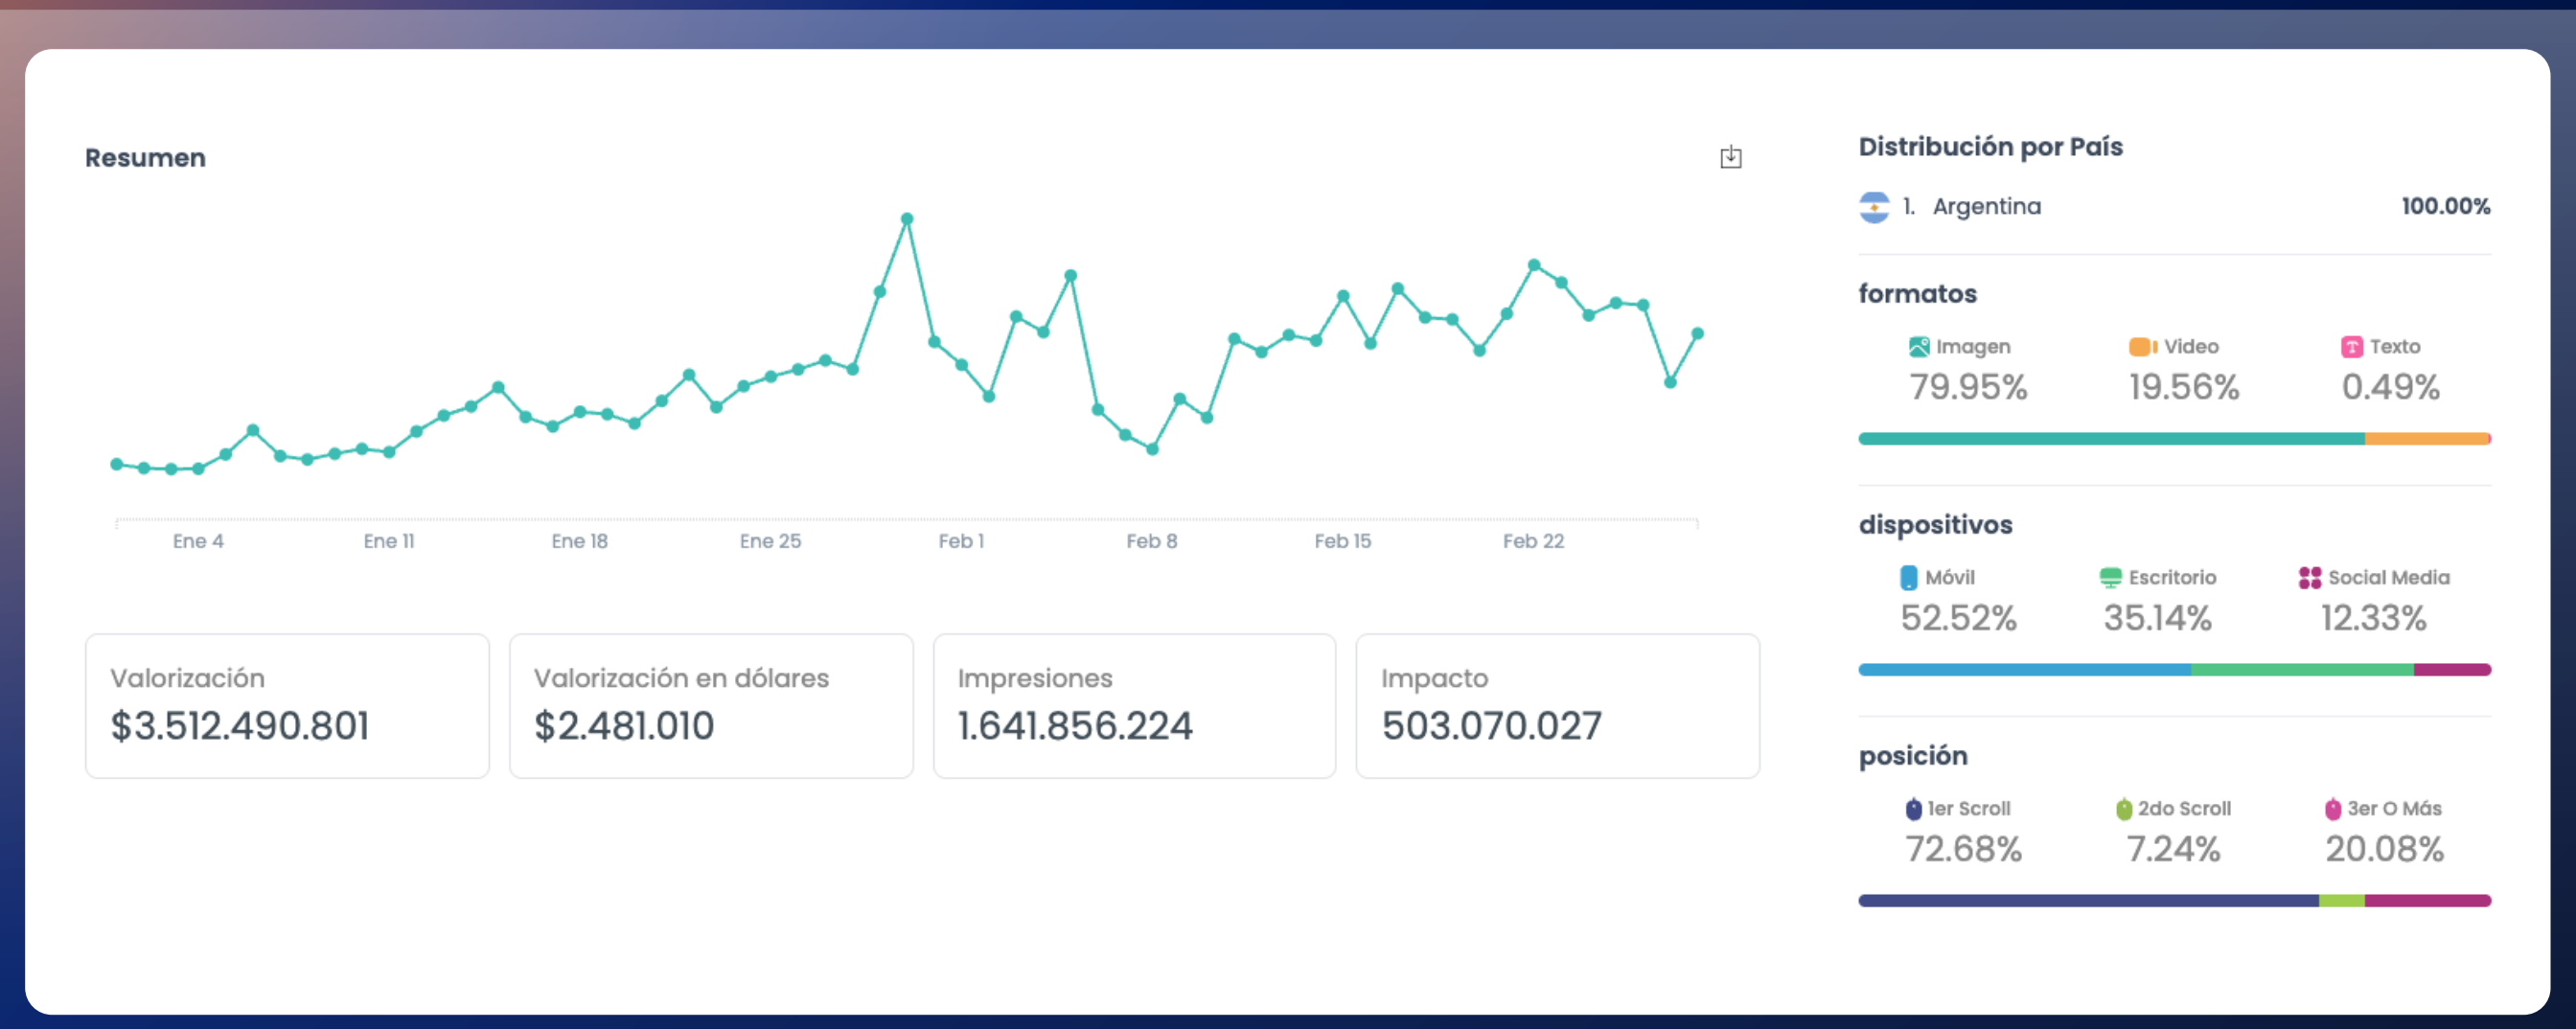 Resumen
Ene 4 Ene 11 Ene 18 Ene 25 Feb 1 Feb 8 Feb 15 Feb 22
Valorización
$3.512.490.801
Valorización en dólares
$2.481.010
Impresiones
1.641.856.224
Impacto
503.070.027
Distribución por País
1. Argentina 100.00%
formatos
Imagen Video Texto
79.95% 19.56% 0.49%
dispositivos
Móvil Escritorio Social Media
52.52% 35.14% 12.33%
posición
1er Scroll 2do Scroll 3er O Más
72.68% 7.24% 20.08%